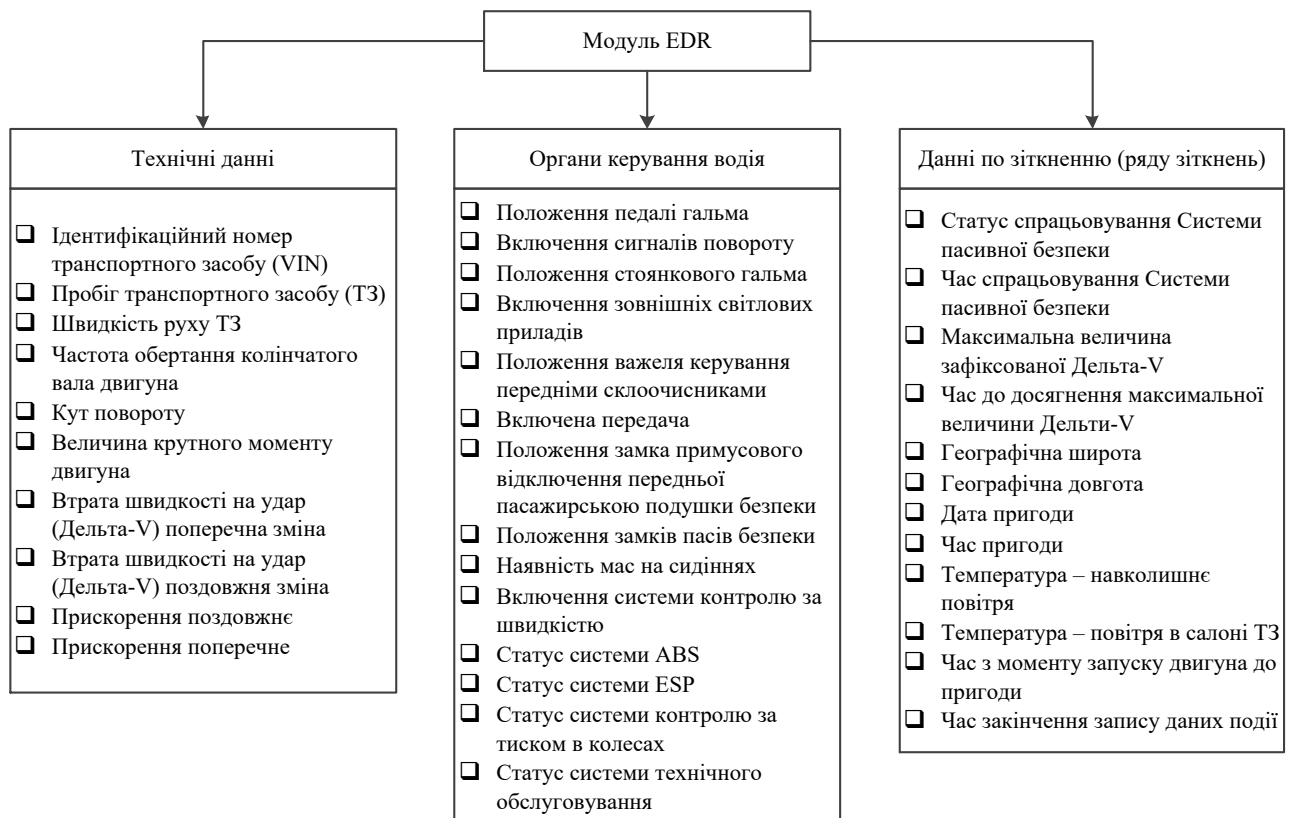 Модуль EDR
Технічні данні
Ідентифікаційний номер
транспортного засобу (VIN)
Пробіг транспортного засобу (ТЗ)
Швидкість руху ТЗ
Частота обертання колінчатого
вала двигуна
Кут повороту
Величина крутного моменту
двигуна
Втрата швидкості на удар
(Дельта-V) поперечна зміна
Втрата швидкості на удар
(Дельта-V) поздовжня зміна
Прискорення поздовжнє
Прискорення поперечне
Органи керування водія
Положення педалі гальма
Включення сигналів повороту
Положення стоянкового гальма
Включення зовнішніх світлових
приладів
Положення важеля керування
передніми склоочисниками
Включена передача
Положення замка примусового
відключення передньої
пасажирською подушки безпеки
Положення замків пасів безпеки
Наявність мас на сидіннях
Включення системи контролю за
швидкістю
Статус системи ABS
Статус системи ESP
Статус системи контролю за
тиском в колесах
Статус системи технічного
обслуговування
Данні по зіткненню (ряду зіткнень)
Статус спрацьовування Системи
пасивної безпеки
Час спрацьовування Системи
пасивної безпеки
Максимальна величина
зафіксованої Дельта-V
Час до досягнення максимальної
величини Дельти-V
Географічна широта
Географічна довгота
Дата пригоди
Час пригоди
Температура – навколишнє
повітря
Температура – повітря в салоні ТЗ
Час з моменту запуску двигуна до
пригоди
Час закінчення запису даних події